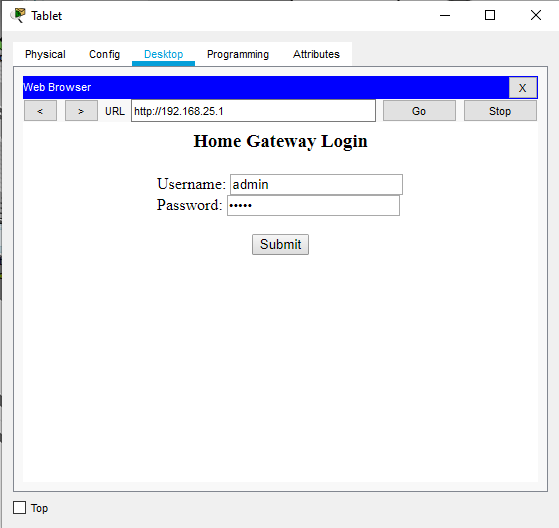 Tablet
Physical Config Desktop Programming Attributes
Web Browser X
< > URL http://192.168.25.1 Go Stop
Home Gateway Login
Username: admin
Password: •••••
Submit
Top